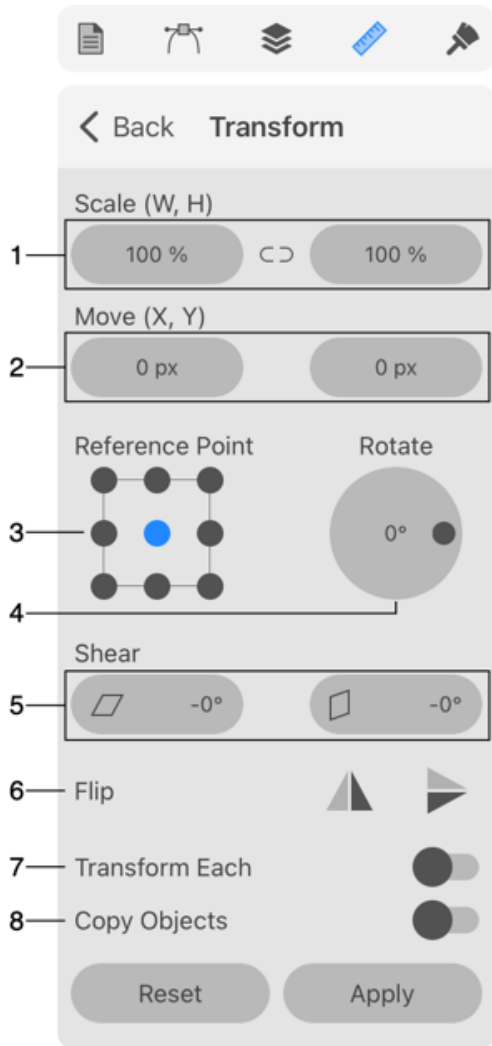 Back Transform
Scale (W, H)
1 100 % 100 %
Move (X, Y)
2 0 px 0 px
Reference Point Rotate
3 0°
4
Shear
5 -0° -0°
6 Flip
7 Transform Each
8 Copy Objects
Reset Apply